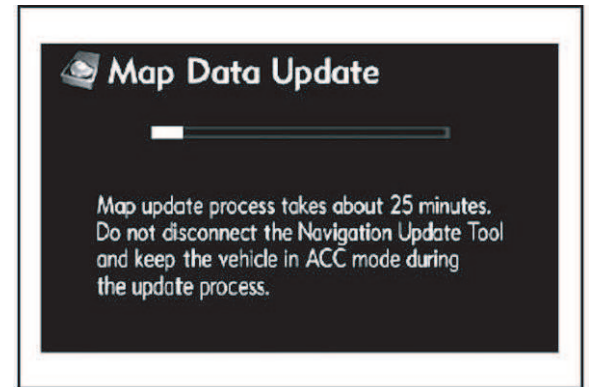 Map Data Update
Map update process takes about 25 minutes.
Do not disconnect the Navigation Update Tool
and keep the vehicle in ACC mode during
the update process.